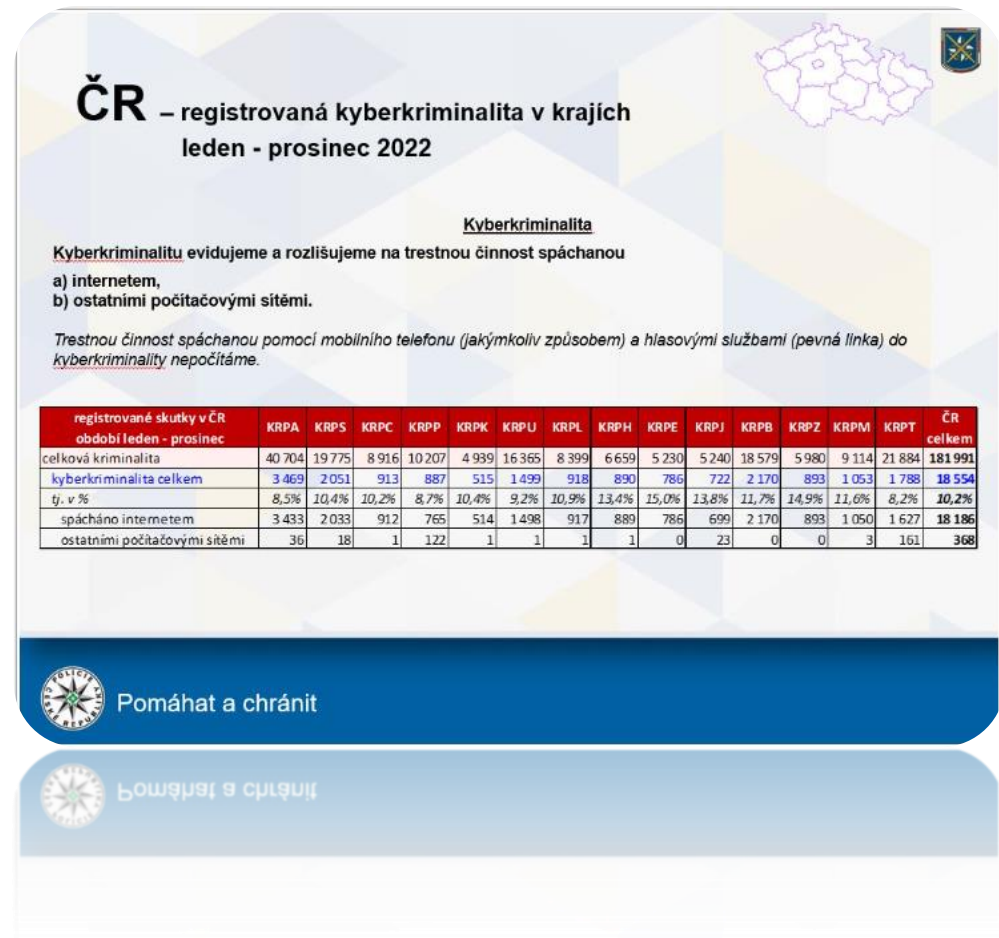 ČR – registrovaná kyberkriminalita v krajích
leden - prosinec 2022
Kyberkriminalita
Kyberkriminalitu evidujeme a rozlišujeme na trestnou činnost spáchanou
a) internetem,
b) ostatními počítačovými sítěmi.
Trestnou činnost spáchanou pomocí mobilního telefonu (jakýmkoliv způsobem) a hlasovými službami (pevná linka) do
kyberkriminality nepočítáme.
registrované skutky v ČR období leden - prosinec KRPA KRPS KRPC KRPP KRPK KRPU KRPL KRPH KRPE KRPJ KRPB KRPZ KRPM KRPT ČR celkem
celková kriminalita 40 704 19 775 8 916 10 207 4 939 16 365 8 399 6 659 5 230 5 240 18 579 5 980 9 114 21 884 181 991
kyberkriminalita celkem 3 469 2 051 913 887 515 1 499 918 890 786 722 2 170 893 1 053 1 788 18 554
tj. v % 8,5% 10,4% 10,2% 8,7% 10,4% 9,2% 10,9% 13,4% 15,0% 13,8% 11,7% 14,9% 11,6% 8,2% 10,2%
spácháno internetem 3 433 2 033 912 765 514 1 498 917 889 786 699 2 170 893 1 050 1 627 18 186
ostatními počítačovými sítěmi 36 18 1 122 1 1 1 1 0 23 0 0 3 161 368
POLICIE ČESKÉ REPUBLIKY
Pomáhat a chránit